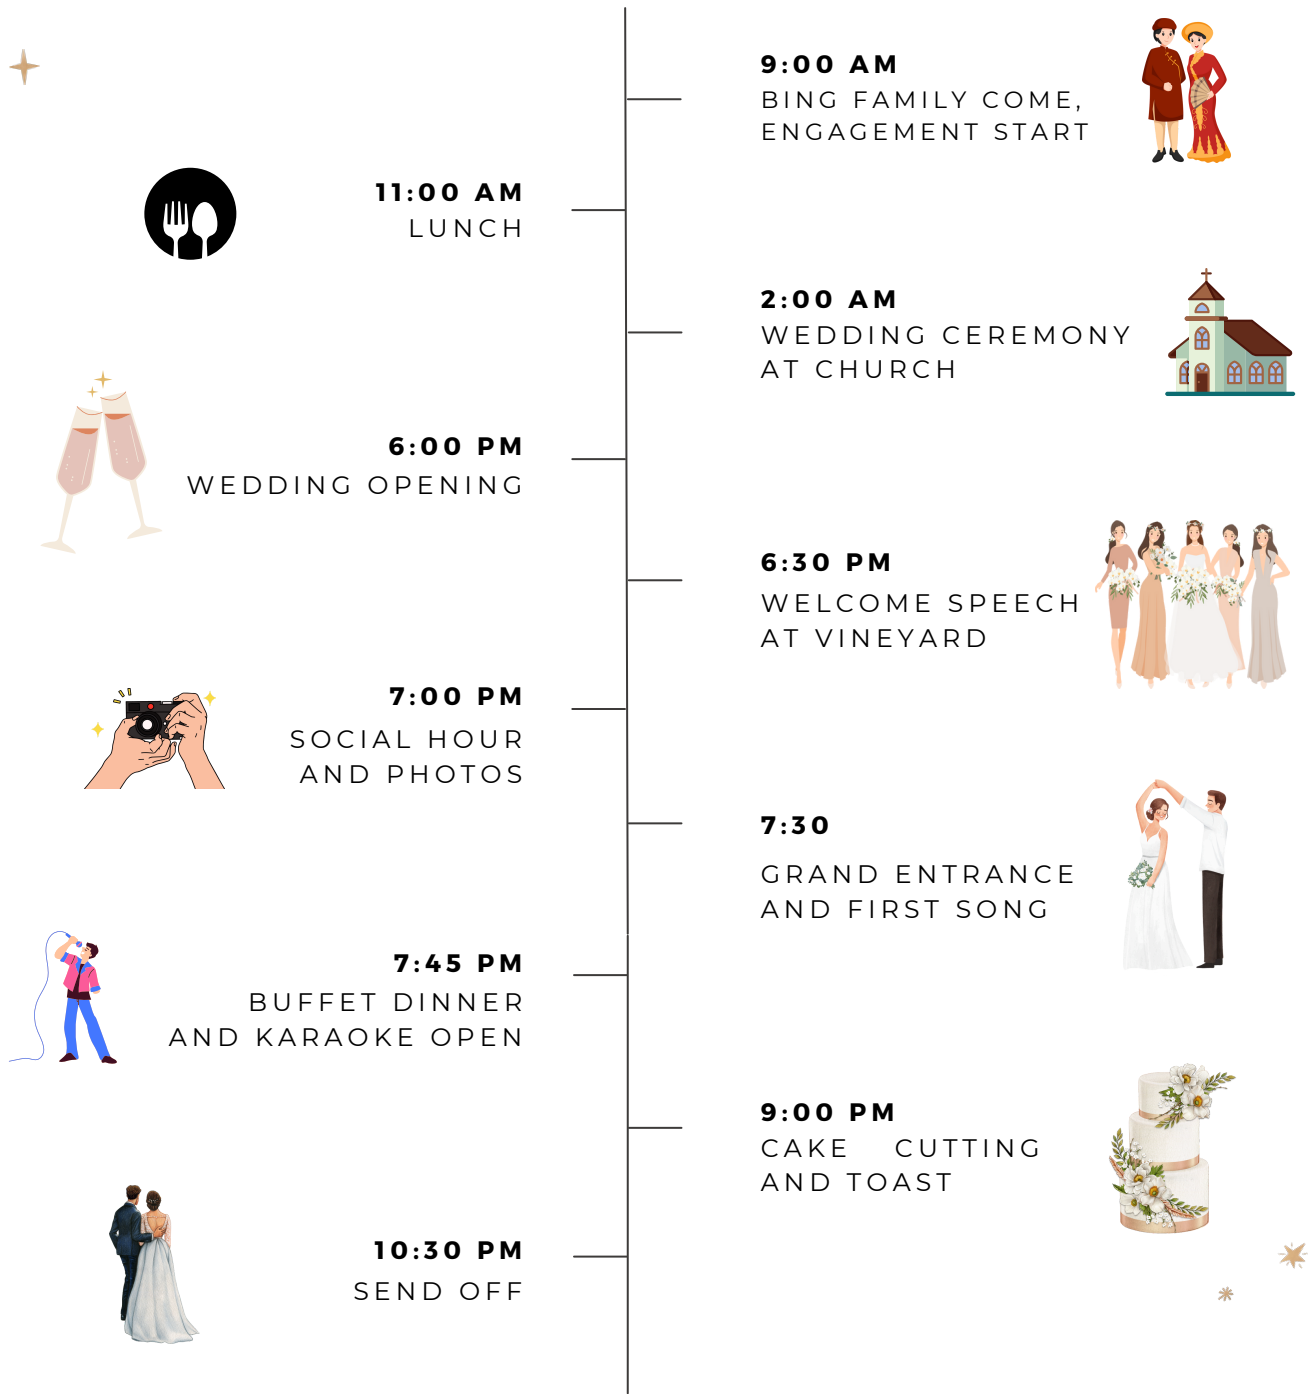 9:00 AM
BING FAMILY COME,
ENGAGEMENT START
11:00 AM
LUNCH
2:00 AM
WEDDING CEREMONY
AT CHURCH
6:00 PM
WEDDING OPENING
6:30 PM
WELCOME SPEECH
AT VINEYARD
7:00 PM
SOCIAL HOUR
AND PHOTOS
7:30
GRAND ENTRANCE
AND FIRST SONG
7:45 PM
BUFFET DINNER
AND KARAOKE OPEN
9:00 PM
CAKE CUTTING
AND TOAST
10:30 PM
SEND OFF